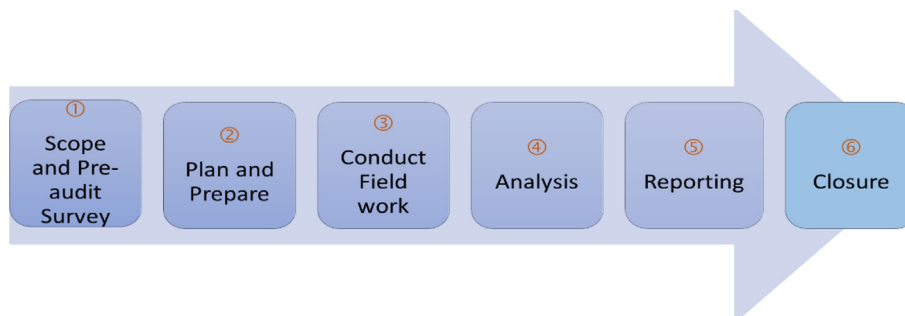 ①
Scope
and Pre-
audit
Survey
②
Plan and
Prepare
③
Conduct
Field
work
④
Analysis
⑤
Reporting
⑥
Closure